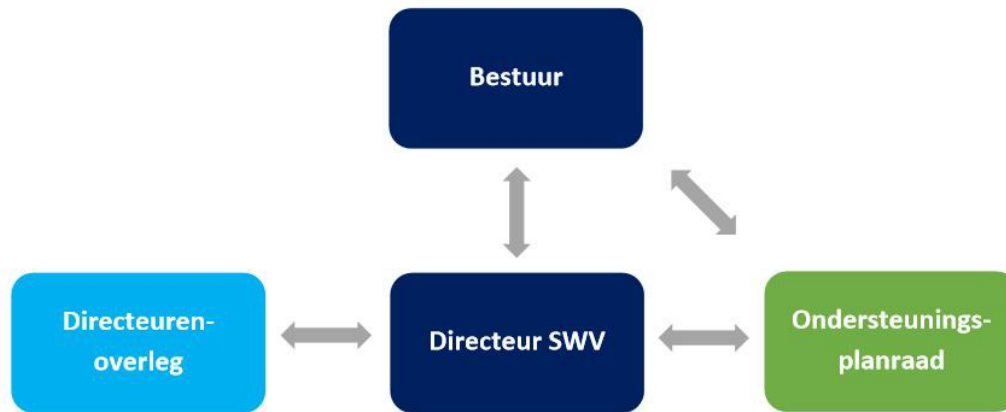 Bestuur
Directeuren-
overleg
Directeur SWV
Ondersteunings-
planraad